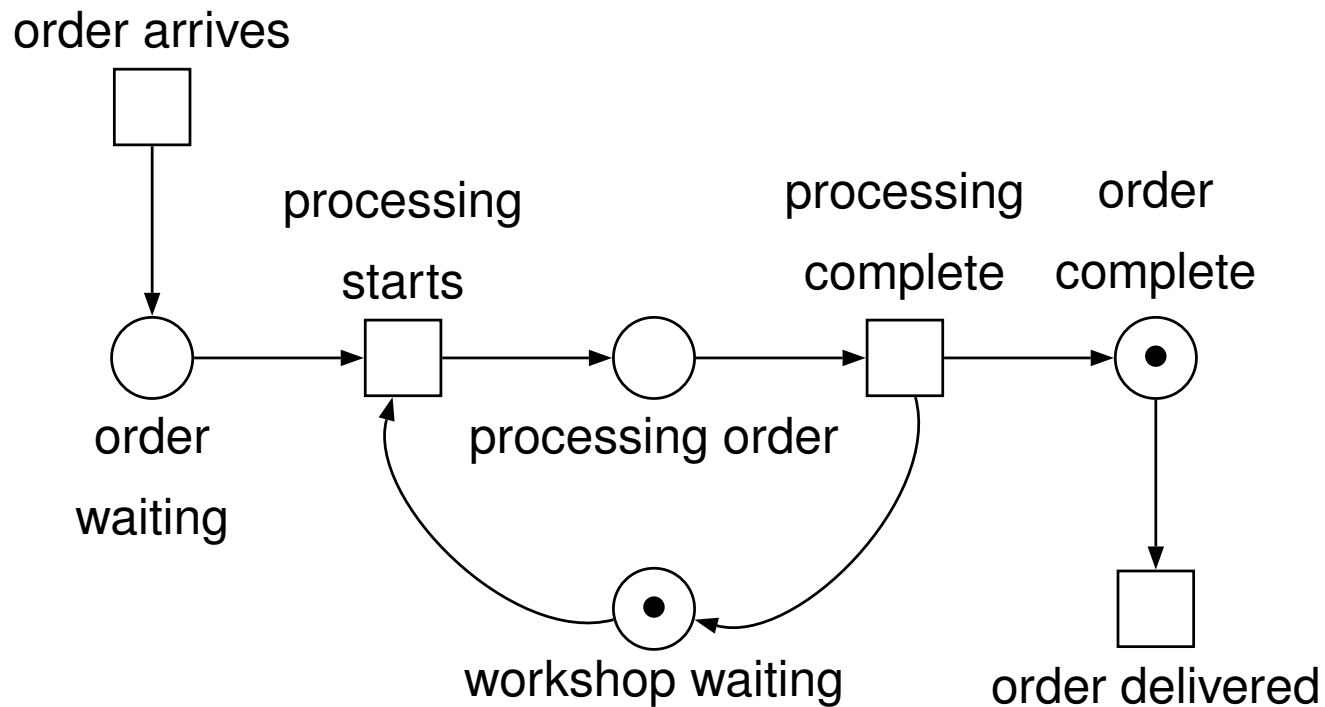 order arrives
processing
starts
processing
complete
order
complete
order
waiting
processing order
workshop waiting
order delivered